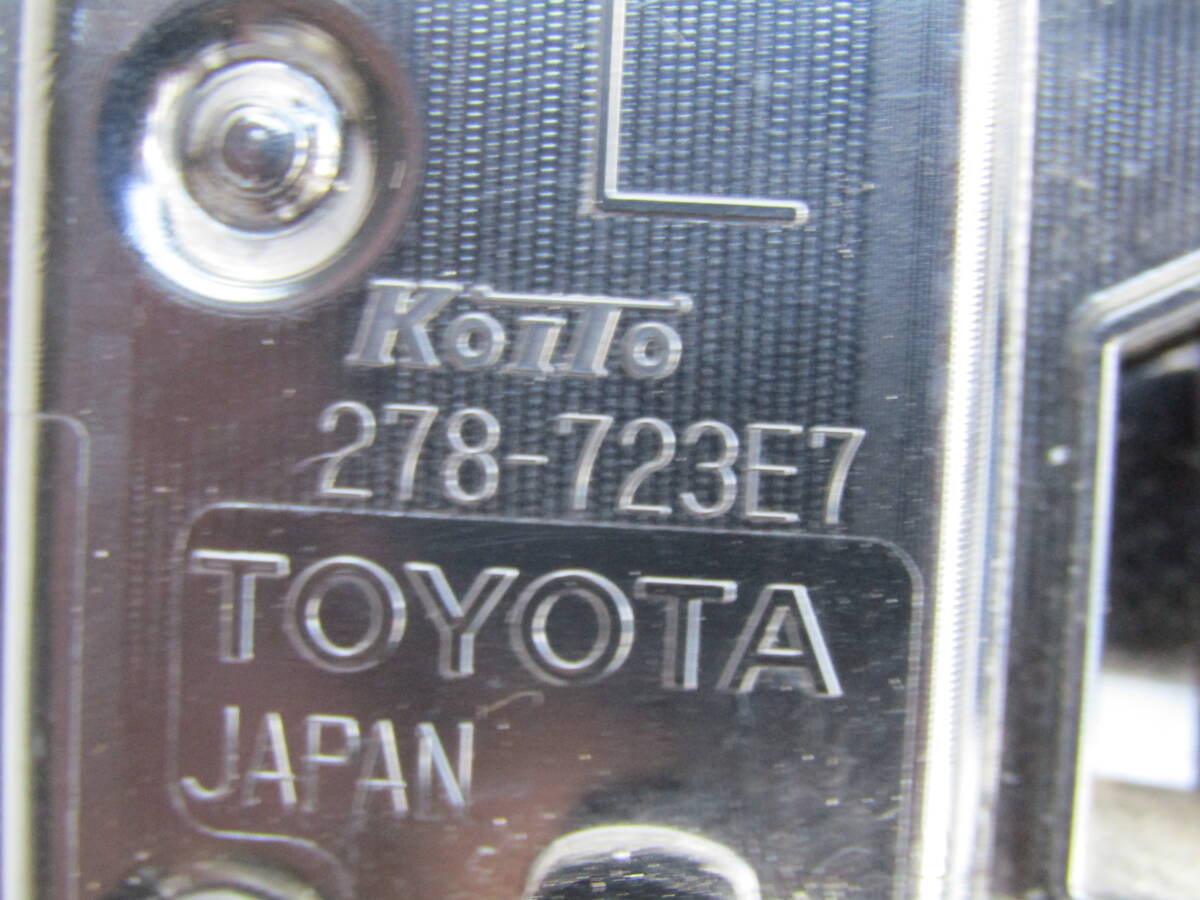 L
KoiTo
278-723E7
TOYOTA
JAPAN